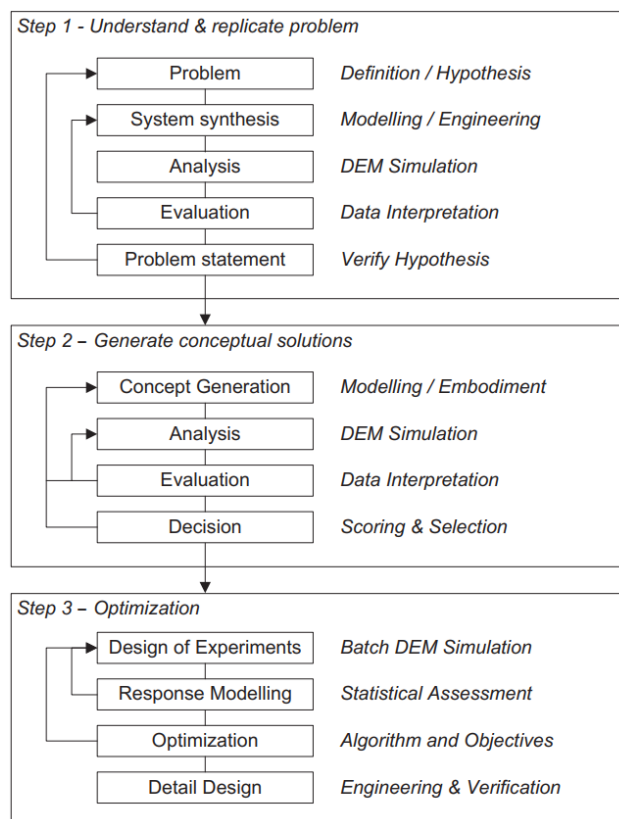 Step 1 - Understand & replicate problem
Problem Definition / Hypothesis
System synthesis Modelling / Engineering
Analysis DEM Simulation
Evaluation Data Interpretation
Problem statement Verify Hypothesis
Step 2 – Generate conceptual solutions
Concept Generation Modelling / Embodiment
Analysis DEM Simulation
Evaluation Data Interpretation
Decision Scoring & Selection
Step 3 – Optimization
Design of Experiments Batch DEM Simulation
Response Modelling Statistical Assessment
Optimization Algorithm and Objectives
Detail Design Engineering & Verification